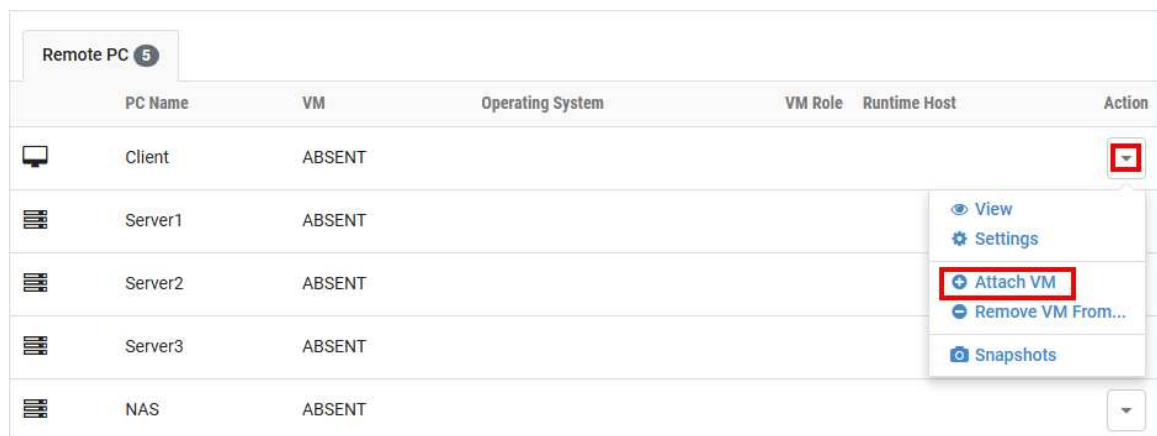 Remote PC 5
PC Name VM Operating System VM Role Runtime Host Action
Client ABSENT
Server1 ABSENT
Server2 ABSENT
Server3 ABSENT
NAS ABSENT
View
Settings
Attach VM
Remove VM From...
Snapshots